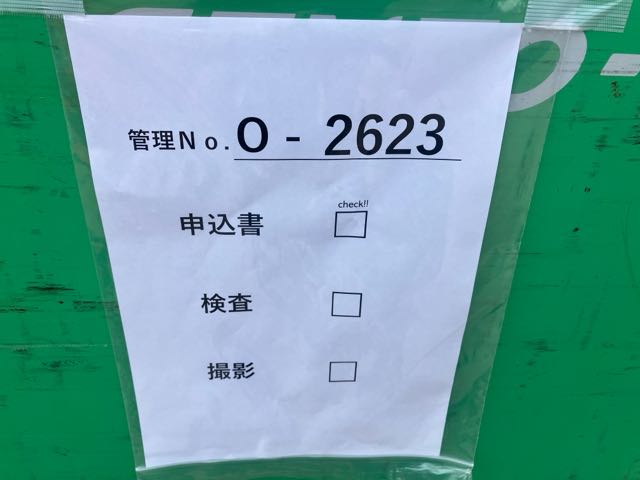 管理No. O - 2623
check!!
申込書 □
検査 □
撮影 □